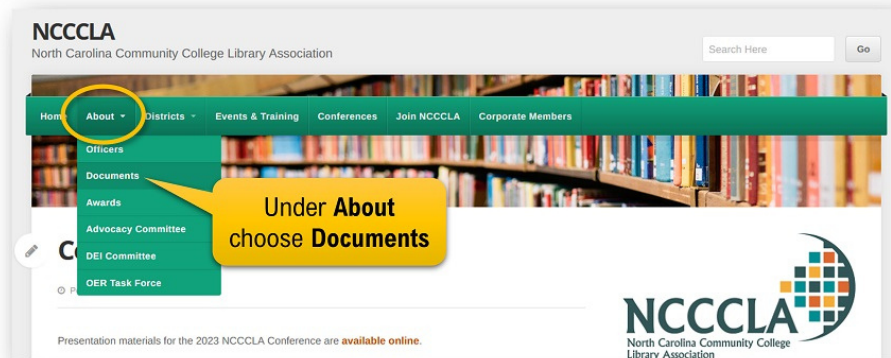 NCCCLA
North Carolina Community College Library Association
Search Here
Go
Home About Districts Events & Training Conferences Join NCCCLA Corporate Members
Officers
Documents
Awards
Advocacy Committee
DEI Committee
OER Task Force
Under About
choose Documents
Presentation materials for the 2023 NCCCLA Conference are available online.
NCCCLA
North Carolina Community College
Library Association